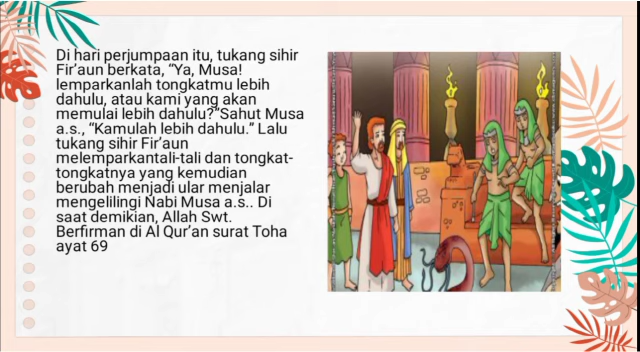 Di hari perjumpaan itu, tukang sihir
Fir’aun berkata, “Ya, Musa!
lemparkanlah tongkatmu lebih
dahulu, atau kami yang akan
memulai lebih dahulu?”Sahut Musa
a.s., “Kamulah lebih dahulu.” Lalu
tukang sihir Fir’aun
melemparkantali-tali dan tongkat-
tongkatnya yang kemudian
berubah menjadi ular menjalar
mengelilingi Nabi Musa a.s.. Di
saat demikian, Allah Swt.
Berfirman di Al Qur’an surat Toha
ayat 69